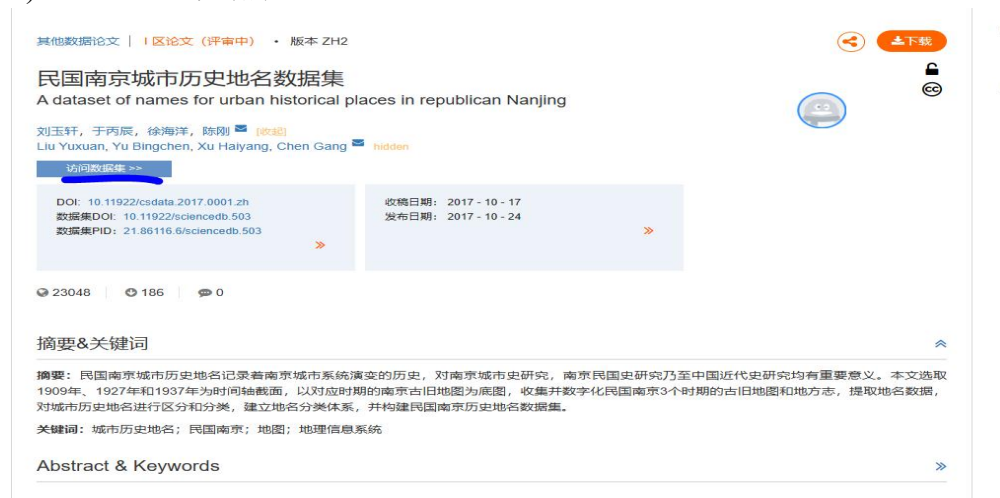 其他数据论文 | I 区论文（评审中） • 版本 ZH2
下载
民国南京城市历史地名数据集
A dataset of names for urban historical places in republican Nanjing
cc
刘玉轩，于丙辰，徐海洋，陈刚 [收起]
Liu Yuxuan, Yu Bingchen, Xu Haiyang, Chen Gang hidden
访问数据集 >>
DOI: 10.11922/csdata.2017.0001.zh
数据集DOI: 10.11922/sciencedb.503
数据集PID: 21.86116.6/sciencedb.503
收稿日期: 2017 - 10 - 17
发布日期: 2017 - 10 - 24
23048 186 0
摘要&关键词
摘要：民国南京城市历史地名记录着南京城市系统演变的历史，对南京城市史研究，南京民国史研究乃至中国近代史研究均有重要意义。本文选取
1909年、1927年和1937年为时间轴截面，以对应时期的南京古旧地图为底图，收集并数字化民国南京3个时期的古旧地图和地方志，提取地名数据，
对城市历史地名进行区分和分类，建立地名分类体系，并构建民国南京历史地名数据集。
关键词：城市历史地名；民国南京；地图；地理信息系统
Abstract & Keywords